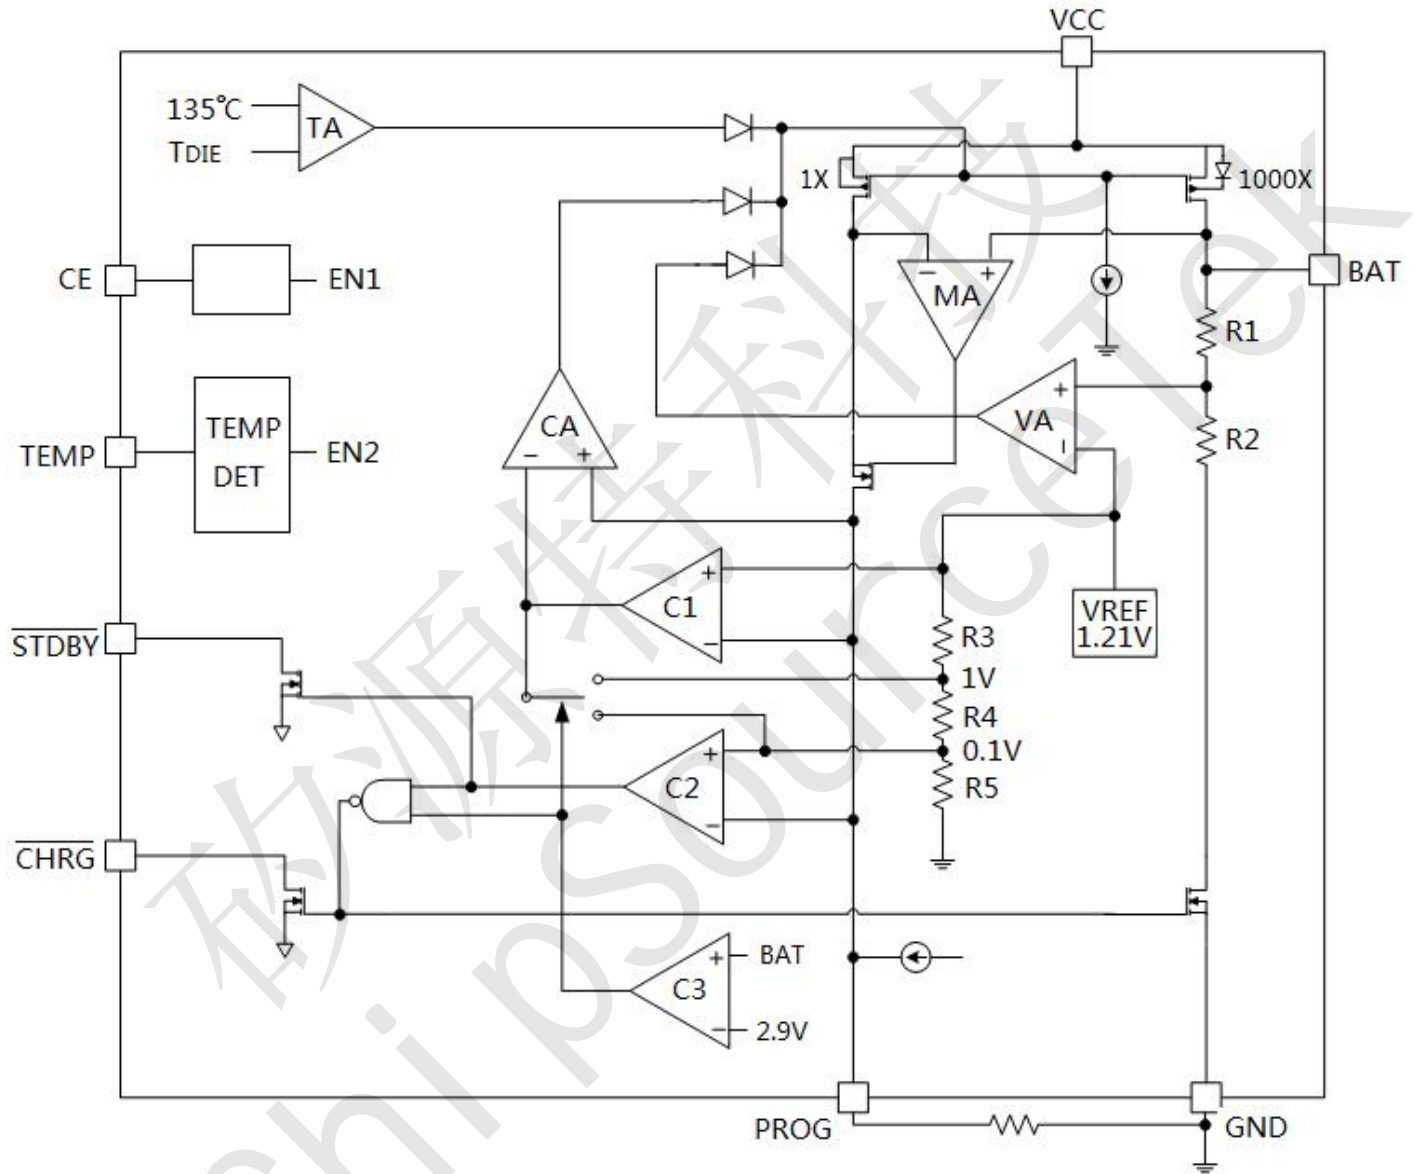 VCC
135℃
TA
TDIE
1X
1000X
CE
EN1
BAT
MA
R1
VA
R2
CA
TEMP
TEMP
DET
EN2
C1
VREF
1.21V
STDBY
R3
1V
R4
0.1V
R5
C2
CHRG
BAT
C3
2.9V
PROG
GND
矽源特科技
ChipSourceTek